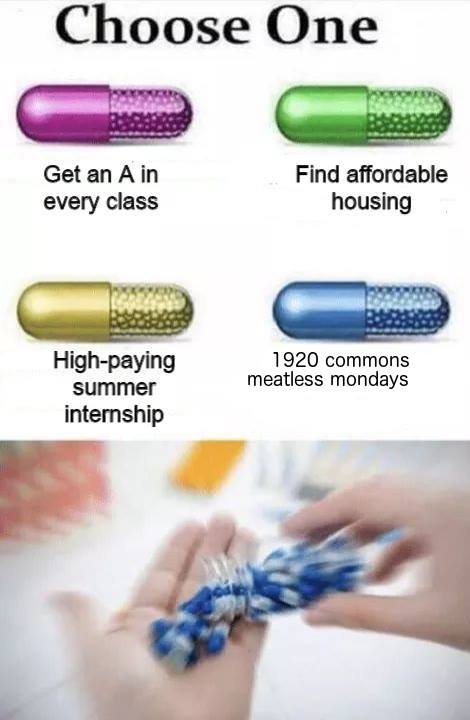 Choose One
Get an A in
every class
Find affordable
housing
High-paying
summer
internship
1920 commons
meatless mondays